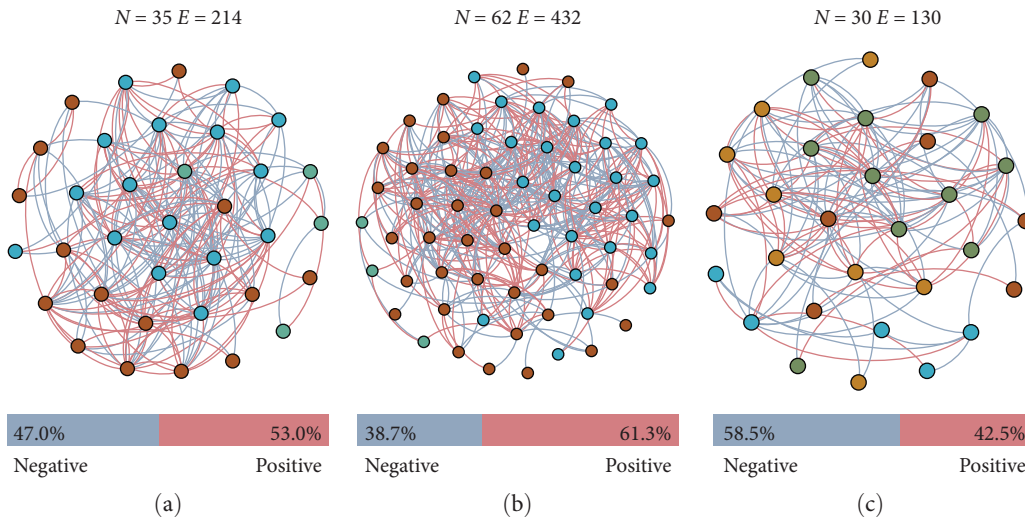 N = 35 E = 214
N = 62 E = 432
N = 30 E = 130
47.0% 53.0%
38.7% 61.3%
58.5% 42.5%
Negative Positive
Negative Positive
Negative Positive
(a)
(b)
(c)